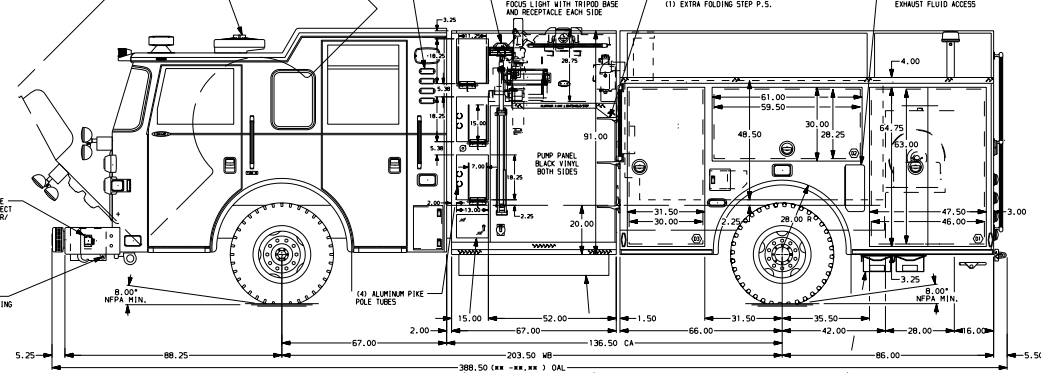 FOCUS LIGHT WITH TRIPOD BASE
AND RECEPTACLE EACH SIDE
(1) EXTRA FOLDING STEP P.S.
EXHAUST FLUID ACCESS
3.25
11.25
18.25
28.75
4.00
5.38
61.00
59.50
18.25
15.00
30.00
28.25
64.75
63.00
91.00
48.50
5.38
PUMP PANEL
BLACK VINYL
BOTH SIDES
7.00
18.25
2.00
13.00
2.25
20.00
31.50
30.00
2.25
28.00 R
47.50
46.00
3.00
ECT
R/
ING
8.00°
NFPA MIN.
(4) ALUMINUM PIKE
POLE TUBES
3.25
8.00°
NFPA MIN.
15.00
52.00
1.50
31.50
35.50
2.00
67.00
66.00
42.00
28.00
16.00
67.00
136.50 CA
5.25
88.25
203.50 WB
86.00
5.50
388.50 (** -**.** ) OAL